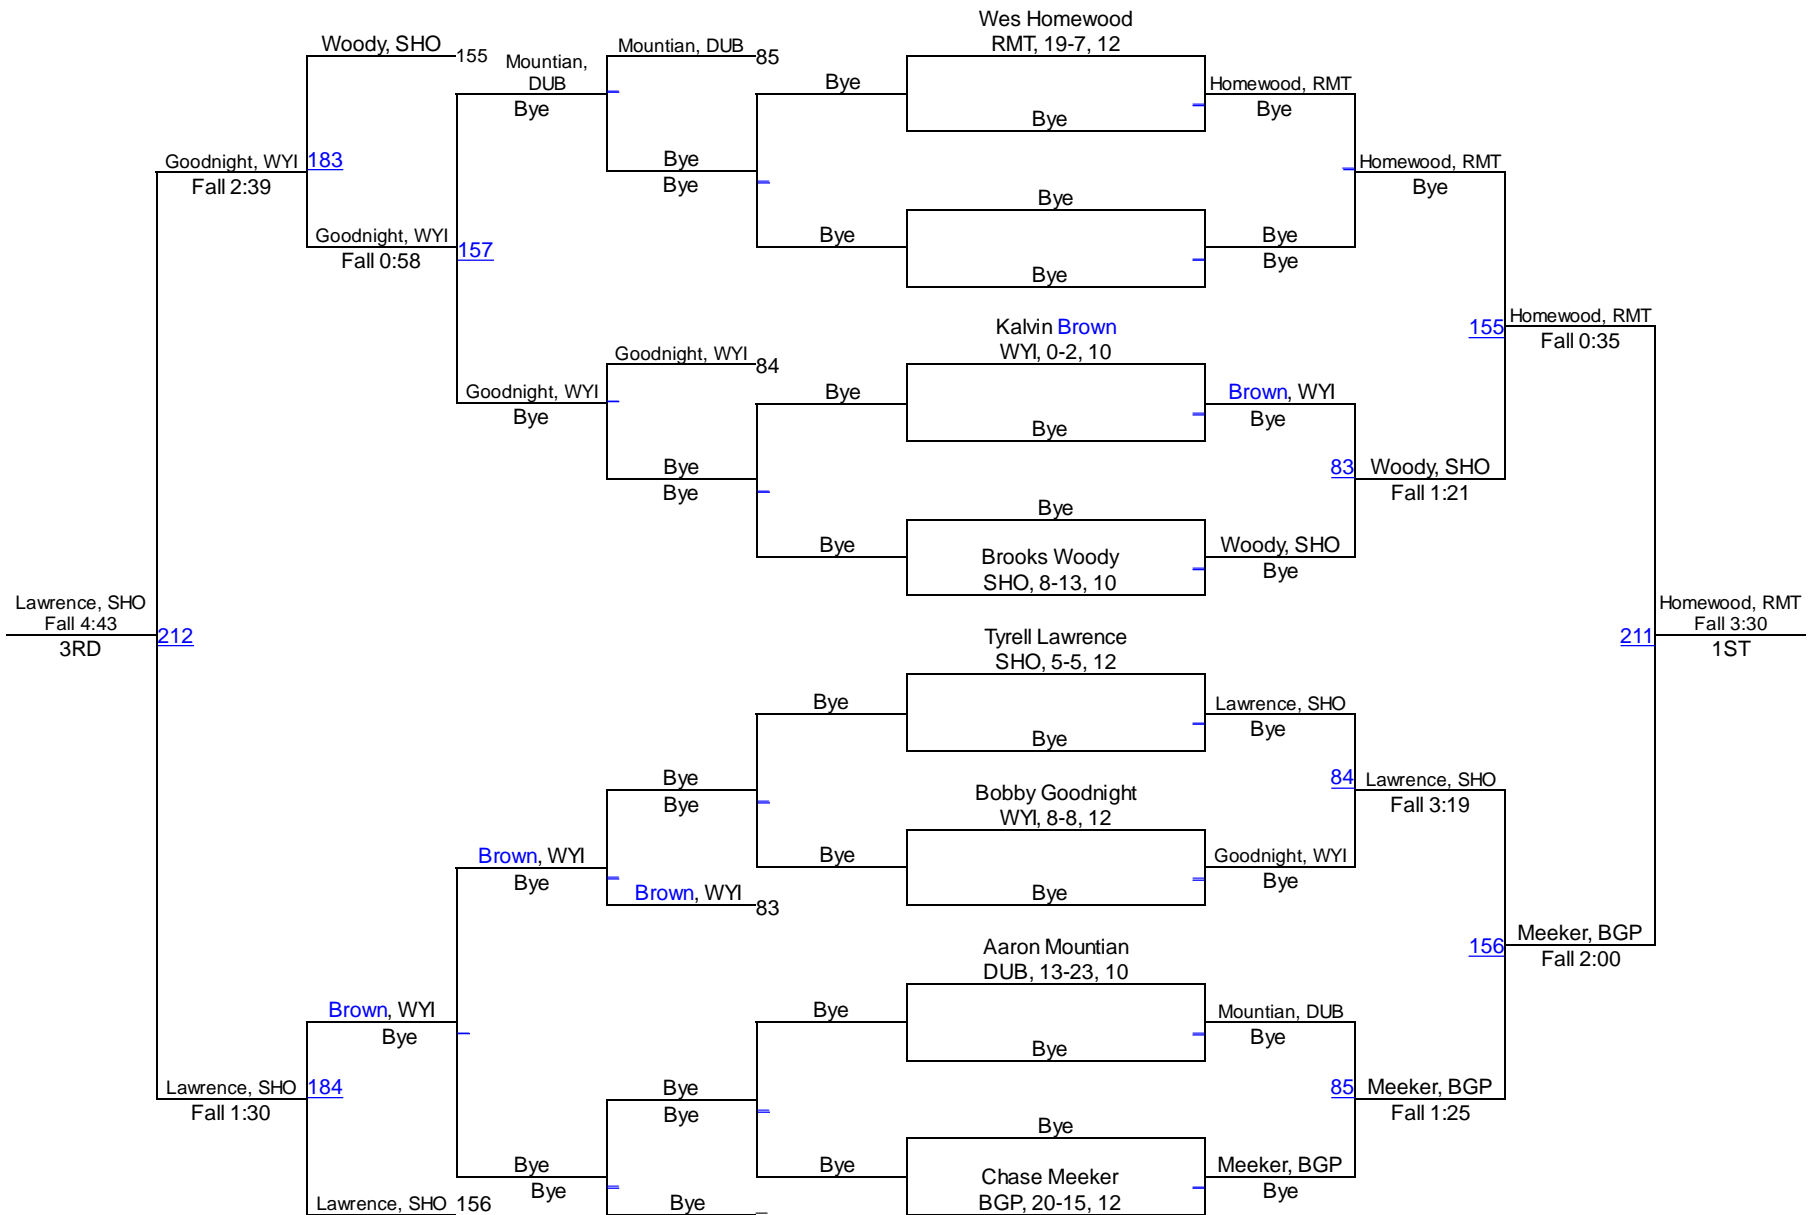 Wes Homewood
RMT, 19-7, 12
Woody, SHO
155
Mountian,
DUB
Bye
Mountian, DUB
85
Bye
Bye
Homewood, RMT
Bye
Goodnight, WYI
Fall 2:39
183
Bye
Bye
Homewood, RMT
Bye
Bye
Goodnight, WYI
Fall 0:58
157
Bye
Bye
Bye
Bye
Kalvin Brown
WYI, 0-2, 10
155
Homewood, RMT
Fall 0:35
Goodnight, WYI
84
Goodnight, WYI
Bye
Bye
Bye
Brown, WYI
Bye
Bye
Bye
83
Woody, SHO
Fall 1:21
Bye
Bye
Brooks Woody
SHO, 8-13, 10
Woody, SHO
Bye
Lawrence, SHO
Fall 4:43
3RD
212
Homewood, RMT
Fall 3:30
1ST
211
Tyrell Lawrence
SHO, 5-5, 12
Bye
Bye
Lawrence, SHO
Bye
Bye
Bye
Bobby Goodnight
WYI, 8-8, 12
84
Lawrence, SHO
Fall 3:19
Brown, WYI
Bye
Bye
Bye
Goodnight, WYI
Bye
Brown, WYI
83
Aaron Mountian
DUB, 13-23, 10
156
Meeker, BGP
Fall 2:00
Brown, WYI
Bye
Bye
Bye
Mountian, DUB
Bye
Lawrence, SHO
Fall 1:30
184
Bye
Bye
85
Meeker, BGP
Fall 1:25
Bye
Bye
Bye
Bye
Chase Meeker
BGP, 20-15, 12
Meeker, BGP
Bye
Lawrence, SHO
156
Bye